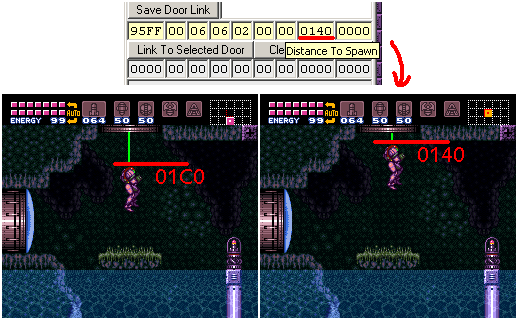 Save Door Link
95FF 00 06 06 02 00 00 0140 0000
Link To Selected Door Cle
Distance To Spawn
0000 00 00 00 00 00 00 0000 0000
AUTO
ENERGY 99 064 50 50
01C0
AUTO
ENERGY 99 064 50 50
0140